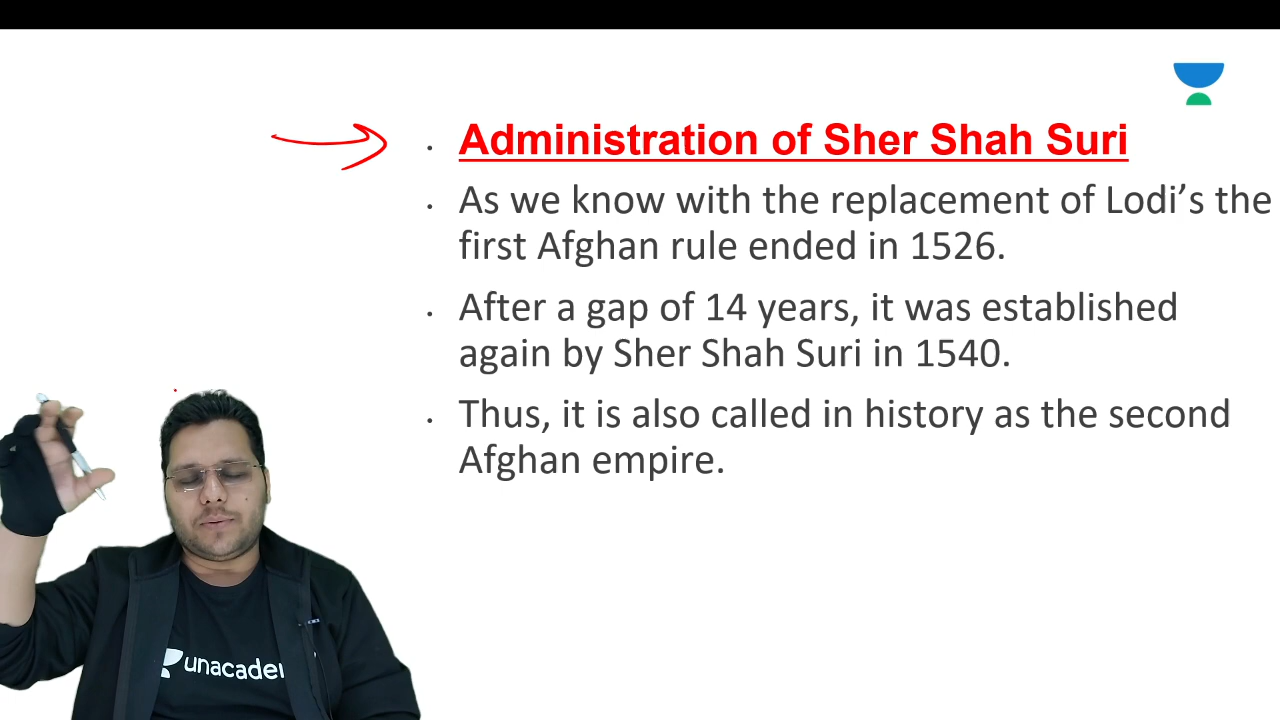 Administration of Sher Shah Suri
As we know with the replacement of Lodi’s the
first Afghan rule ended in 1526.
After a gap of 14 years, it was established
again by Sher Shah Suri in 1540.
Thus, it is also called in history as the second
Afghan empire.
unacade